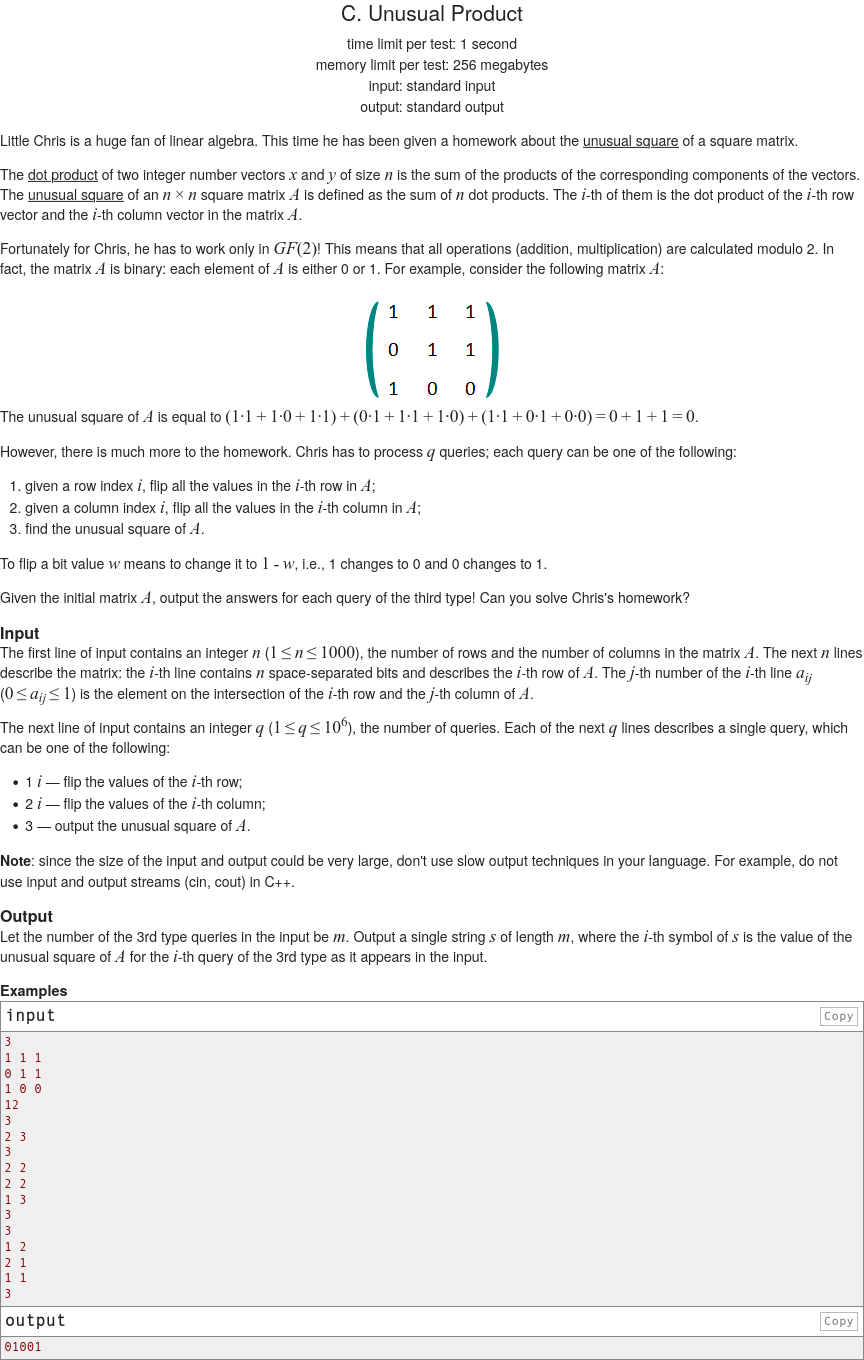 C. Unusual Product
time limit per test: 1 second
memory limit per test: 256 megabytes
input: standard input
output: standard output
Little Chris is a huge fan of linear algebra. This time he has been given a homework about the unusual square of a square matrix.
The dot product of two integer number vectors x and y of size n is the sum of the products of the corresponding components of the vectors.
The unusual square of an n × n square matrix A is defined as the sum of n dot products. The i-th of them is the dot product of the i-th row
vector and the i-th column vector in the matrix A.
Fortunately for Chris, he has to work only in GF(2)! This means that all operations (addition, multiplication) are calculated modulo 2. In
fact, the matrix A is binary: each element of A is either 0 or 1. For example, consider the following matrix A:
1 1 1
0 1 1
1 0 0
The unusual square of A is equal to (1·1 + 1·0 + 1·1) + (0·1 + 1·1 + 1·0) + (1·1 + 0·1 + 0·0) = 0 + 1 + 1 = 0.
However, there is much more to the homework. Chris has to process q queries; each query can be one of the following:
1. given a row index i, flip all the values in the i-th row in A;
2. given a column index i, flip all the values in the i-th column in A;
3. find the unusual square of A.
To flip a bit value w means to change it to 1 - w, i.e., 1 changes to 0 and 0 changes to 1.
Given the initial matrix A, output the answers for each query of the third type! Can you solve Chris's homework?
Input
The first line of input contains an integer n (1 ≤ n ≤ 1000), the number of rows and the number of columns in the matrix A. The next n lines
describe the matrix: the i-th line contains n space-separated bits and describes the i-th row of A. The j-th number of the i-th line aij
(0 ≤ aij ≤ 1) is the element on the intersection of the i-th row and the j-th column of A.
The next line of input contains an integer q (1 ≤ q ≤ 10^6), the number of queries. Each of the next q lines describes a single query, which
can be one of the following:
• 1 i — flip the values of the i-th row;
• 2 i — flip the values of the i-th column;
• 3 — output the unusual square of A.
Note: since the size of the input and output could be very large, don't use slow output techniques in your language. For example, do not
use input and output streams (cin, cout) in C++.
Output
Let the number of the 3rd type queries in the input be m. Output a single string s of length m, where the i-th symbol of s is the value of the
unusual square of A for the i-th query of the 3rd type as it appears in the input.
Examples
input Copy
3
1 1 1
0 1 1
1 0 0
12
3
2 3
3
2 2
2 2
1 3
3
3
1 2
2 1
1 1
3
output Copy
01001